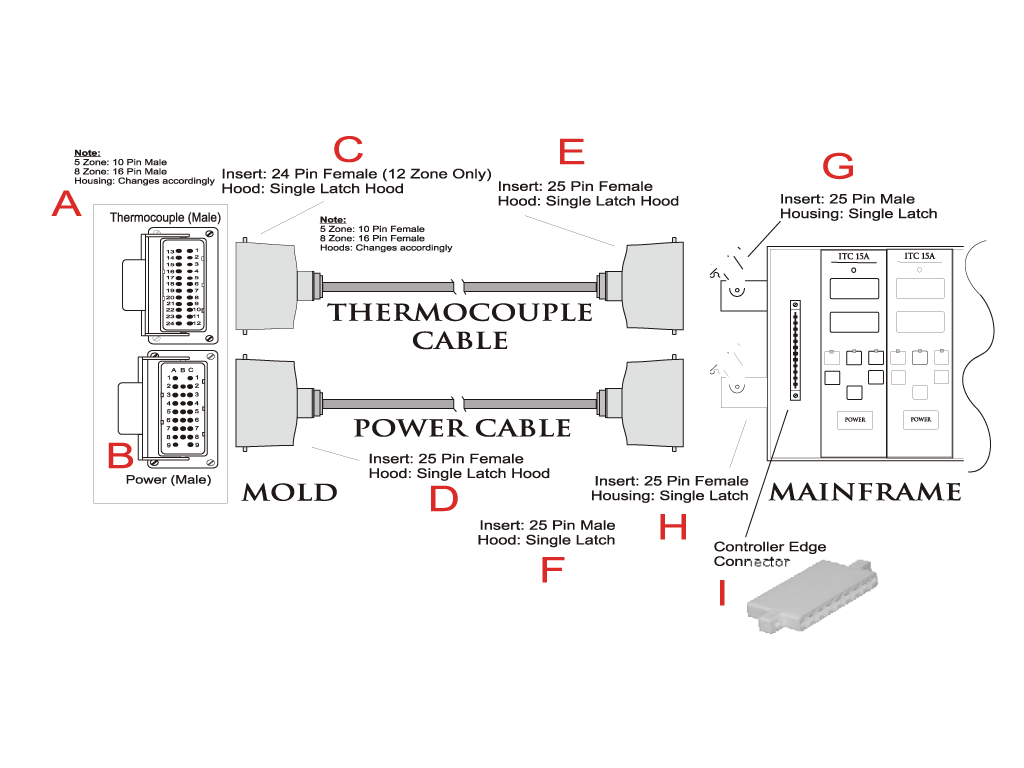 Note:
5 Zone: 10 Pin Male
8 Zone: 16 Pin Male
Housing: Changes accordingly
A
C
Insert: 24 Pin Female (12 Zone Only)
Hood: Single Latch Hood
E
Insert: 25 Pin Female
Hood: Single Latch Hood
G
Insert: 25 Pin Male
Housing: Single Latch
Thermocouple (Male)
Note:
5 Zone: 10 Pin Female
8 Zone: 16 Pin Female
Hoods: Changes accordingly
13 1
14 2
15 3
16 4
17 5
18 6
19 7
20 8
21 9
22 10
23 11
24 12
THERMOCOUPLE
CABLE
ITC 15A ITC 15A
A B C
1 1
2 2
3 3
4 4
5 5
6 6
7 7
8 8
9 9
B
Power (Male)
POWER CABLE
POWER POWER
Insert: 25 Pin Female
Hood: Single Latch Hood
D
MOLD
Insert: 25 Pin Female
Housing: Single Latch
H
MAINFRAME
Insert: 25 Pin Male
Hood: Single Latch
F
Controller Edge
Connector
I